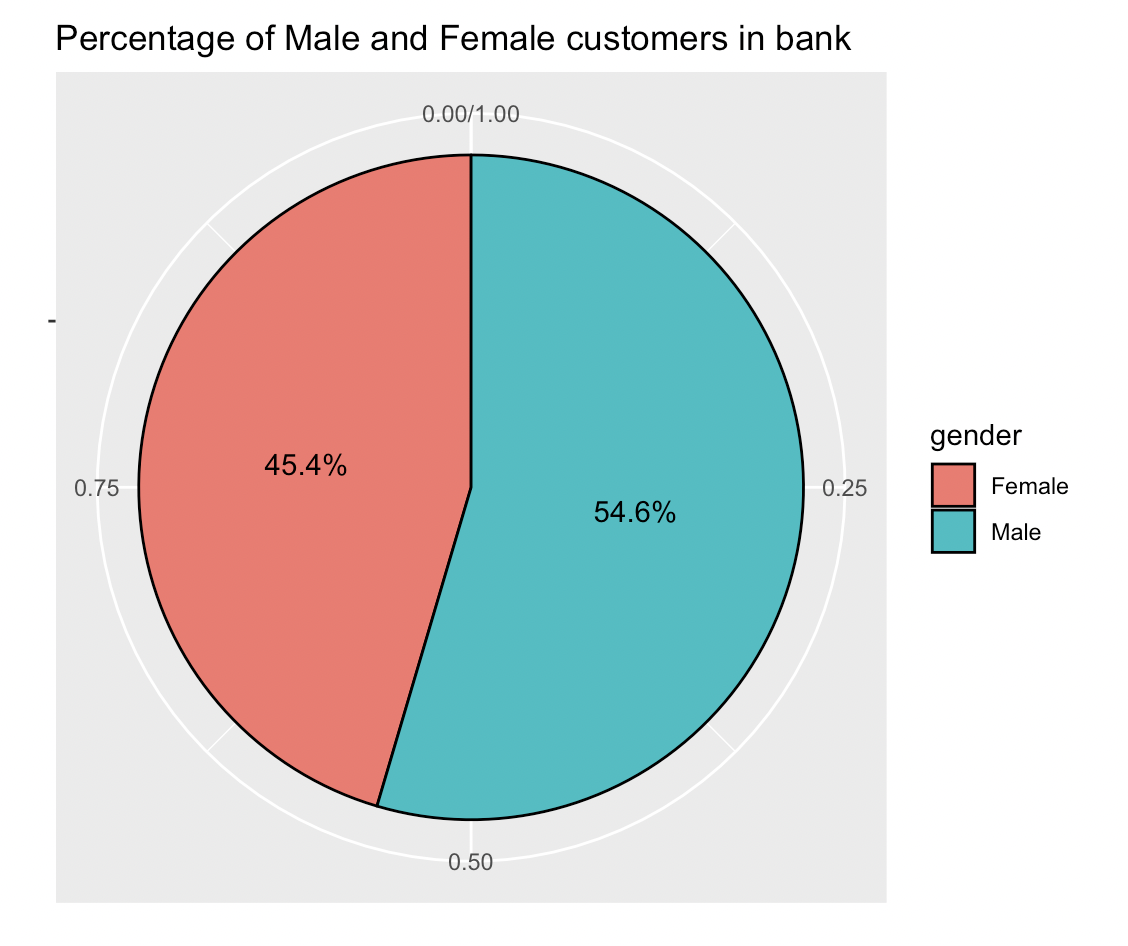 Percentage of Male and Female customers in bank
0.00/1.00
45.4%
0.75
0.25
54.6%
0.50
gender
Female
Male